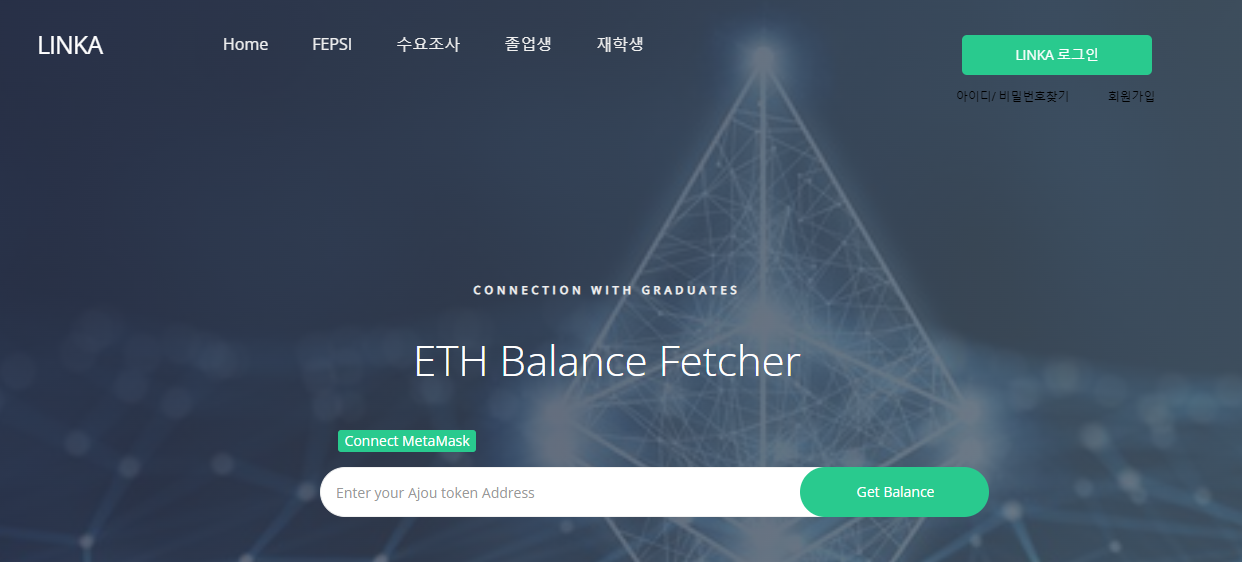 LINKA Home FEPSI 수요조사 졸업생 재학생 LINKA 로그인
아이디/ 비밀번호찾기 회원가입
CONNECTION WITH GRADUATES
ETH Balance Fetcher
Connect MetaMask
Enter your Ajou token Address Get Balance